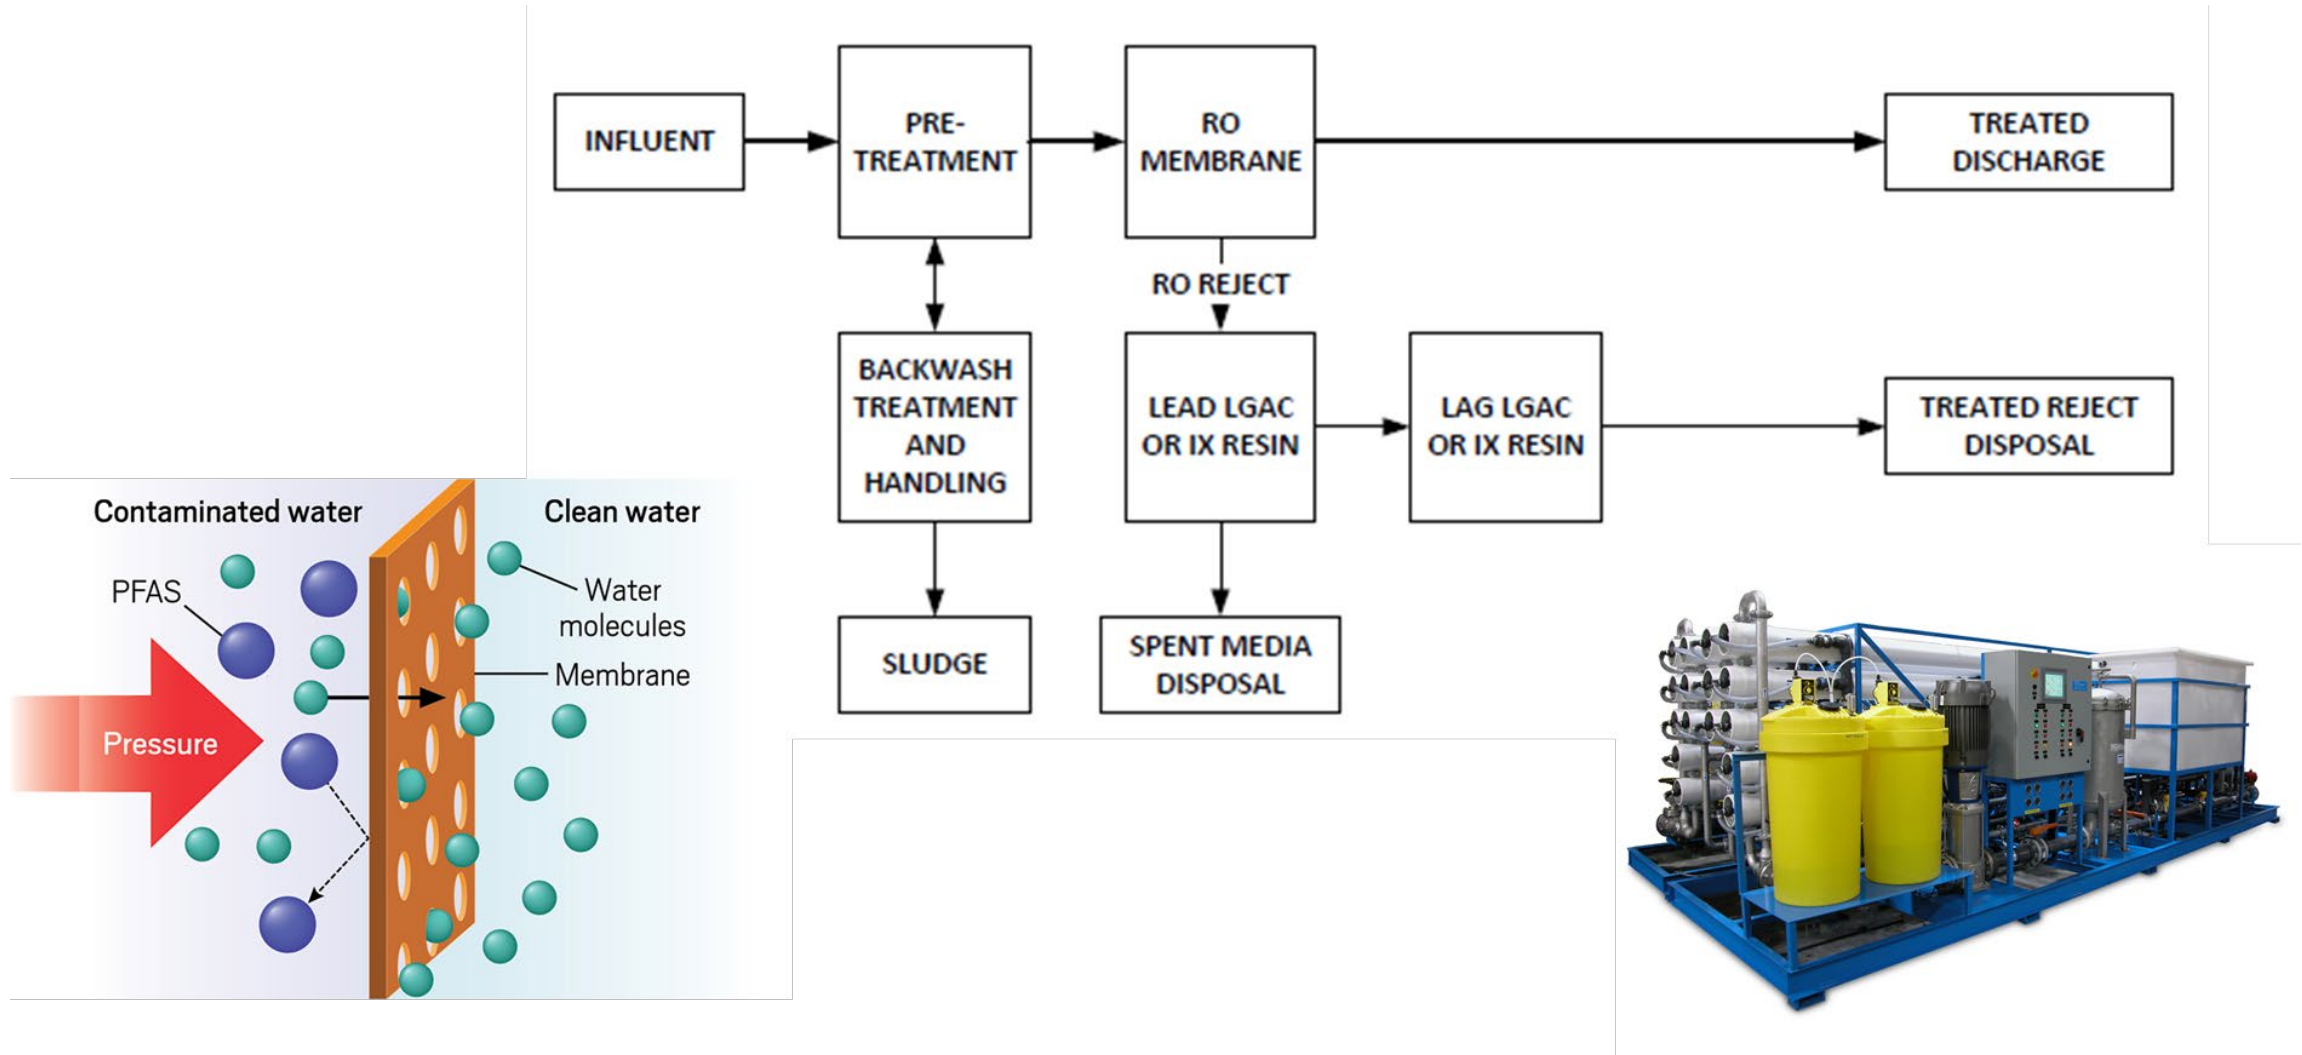 INFLUENT
PRE-
TREATMENT
RO
MEMBRANE
TREATED
DISCHARGE
RO REJECT
BACKWASH
TREATMENT
AND
HANDLING
LEAD LGAC
OR IX RESIN
LAG LGAC
OR IX RESIN
TREATED REJECT
DISPOSAL
SLUDGE
SPENT MEDIA
DISPOSAL
Contaminated water
Clean water
PFAS
Water
molecules
Membrane
Pressure